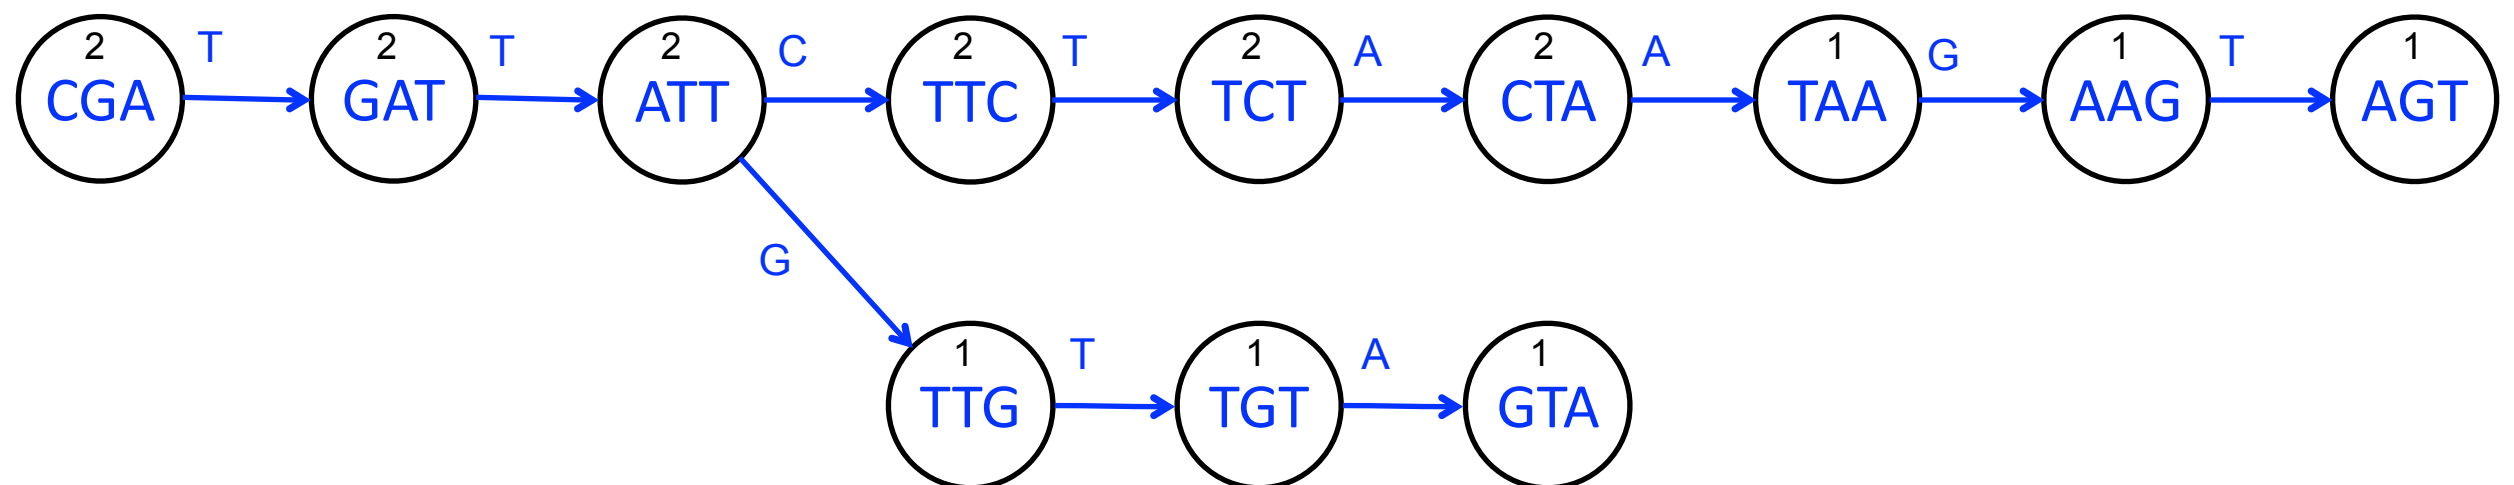 T T C T A A G T
2 2 2 2 2 2 1 1 1
CGA GAT ATT TTC TCT CTA TAA AAG AGT
G
T A
1 1 1
TTG TGT GTA